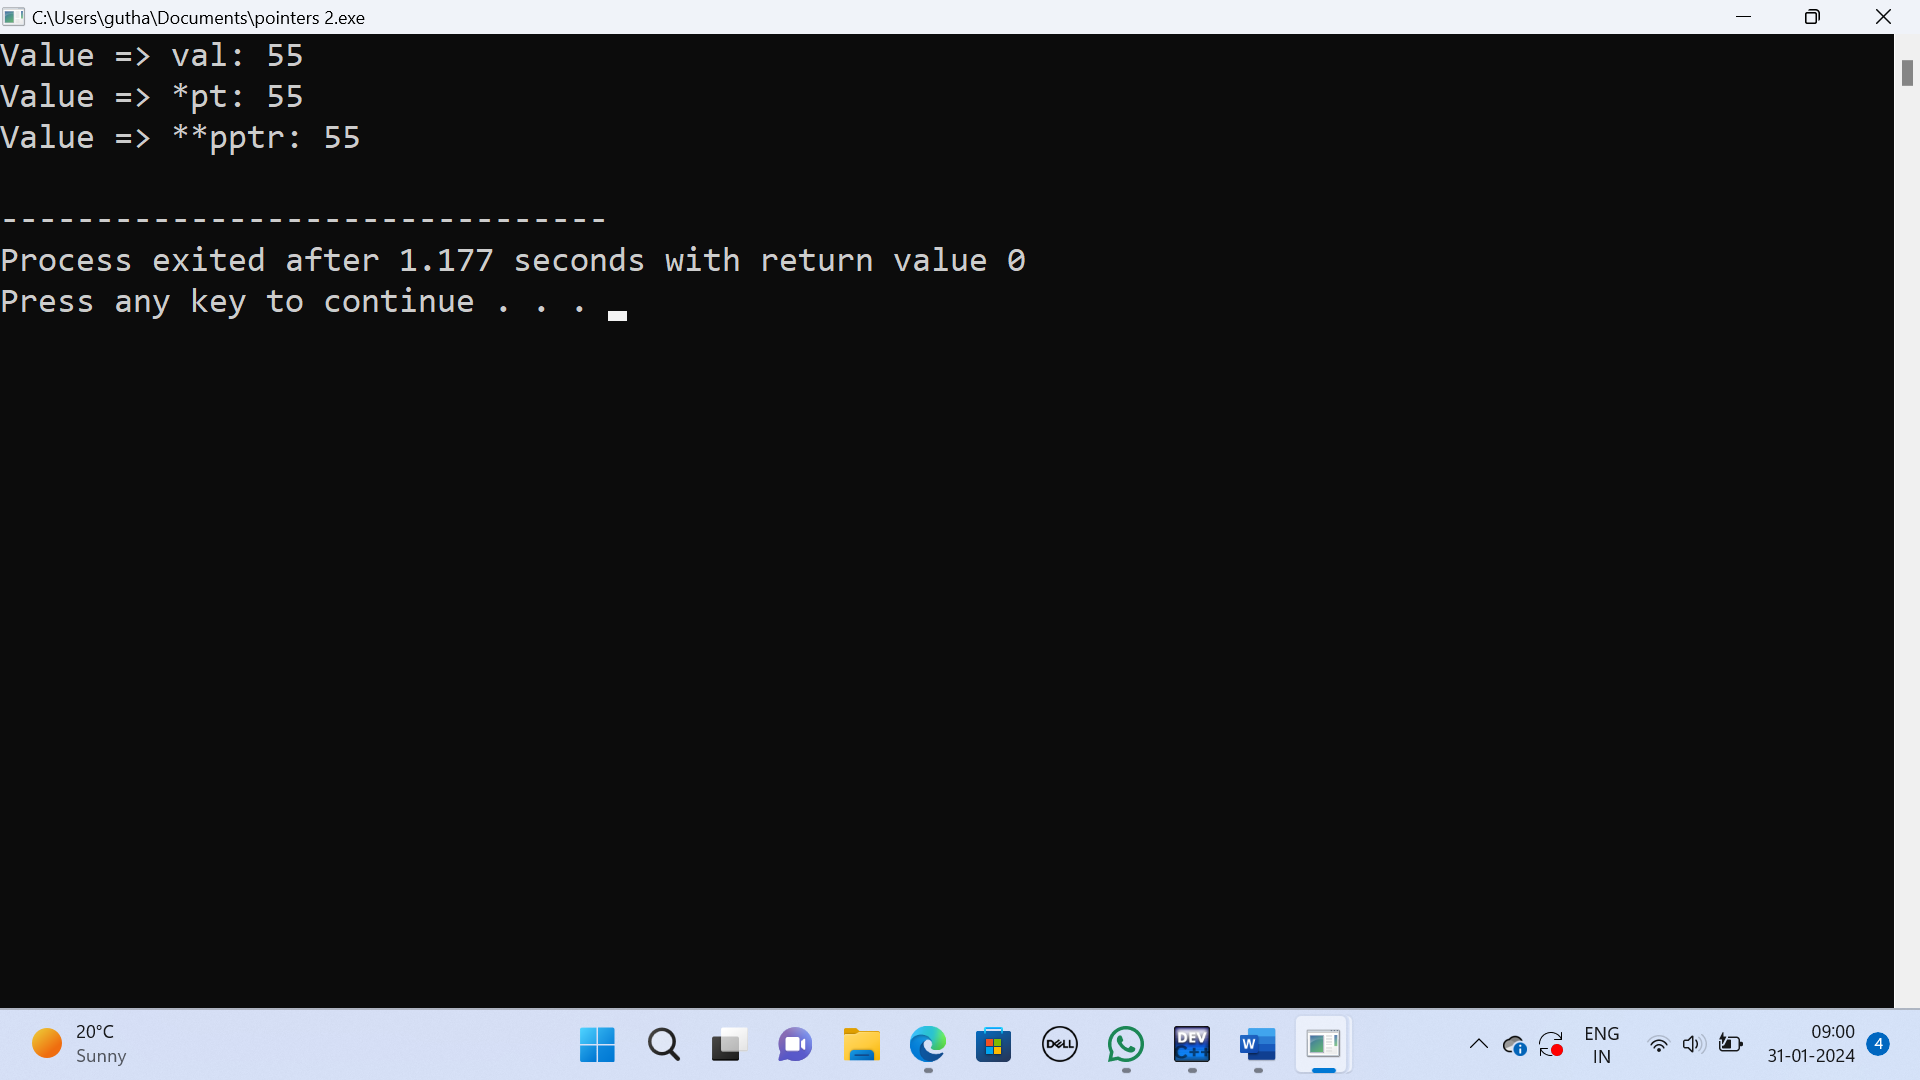 C:\Users\gutha\Documents\pointers 2.exe
Value => val: 55
Value => *pt: 55
Value => **pptr: 55
--------------------------------
Process exited after 1.177 seconds with return value 0
Press any key to continue . . .
20°C
Sunny
DELL
DEV
C++
W
ENG
IN
09:00
31-01-2024
4